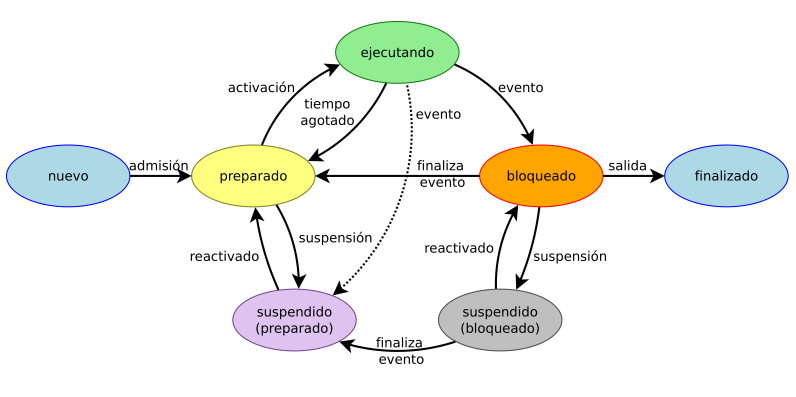 ejecutando
activación
evento
tiempo
agotado
evento
admisión
finaliza
evento
salida
nuevo
preparado
bloqueado
finalizado
suspensión
reactivado
reactivado
suspensión
suspendido
(preparado)
suspendido
(bloqueado)
finaliza
evento